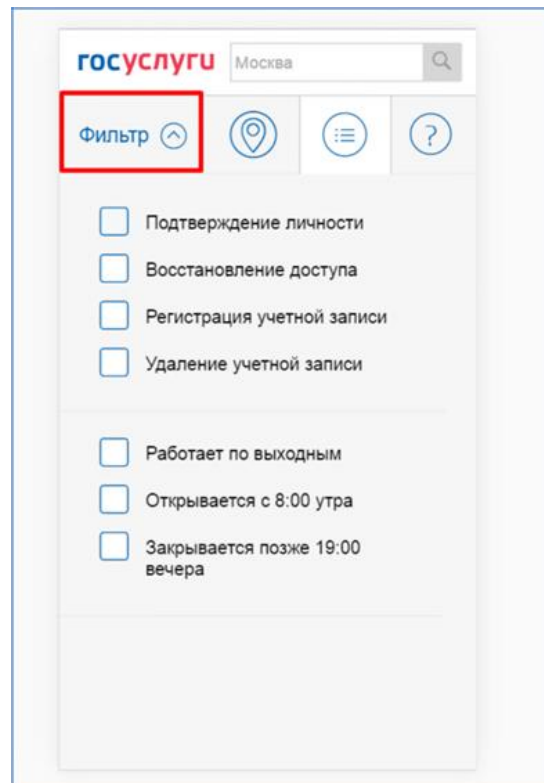 госуслуги Москва
Фильтр ?
Подтверждение личности
Восстановление доступа
Регистрация учетной записи
Удаление учетной записи
Работает по выходным
Открывается с 8:00 утра
Закрывается позже 19:00
вечера